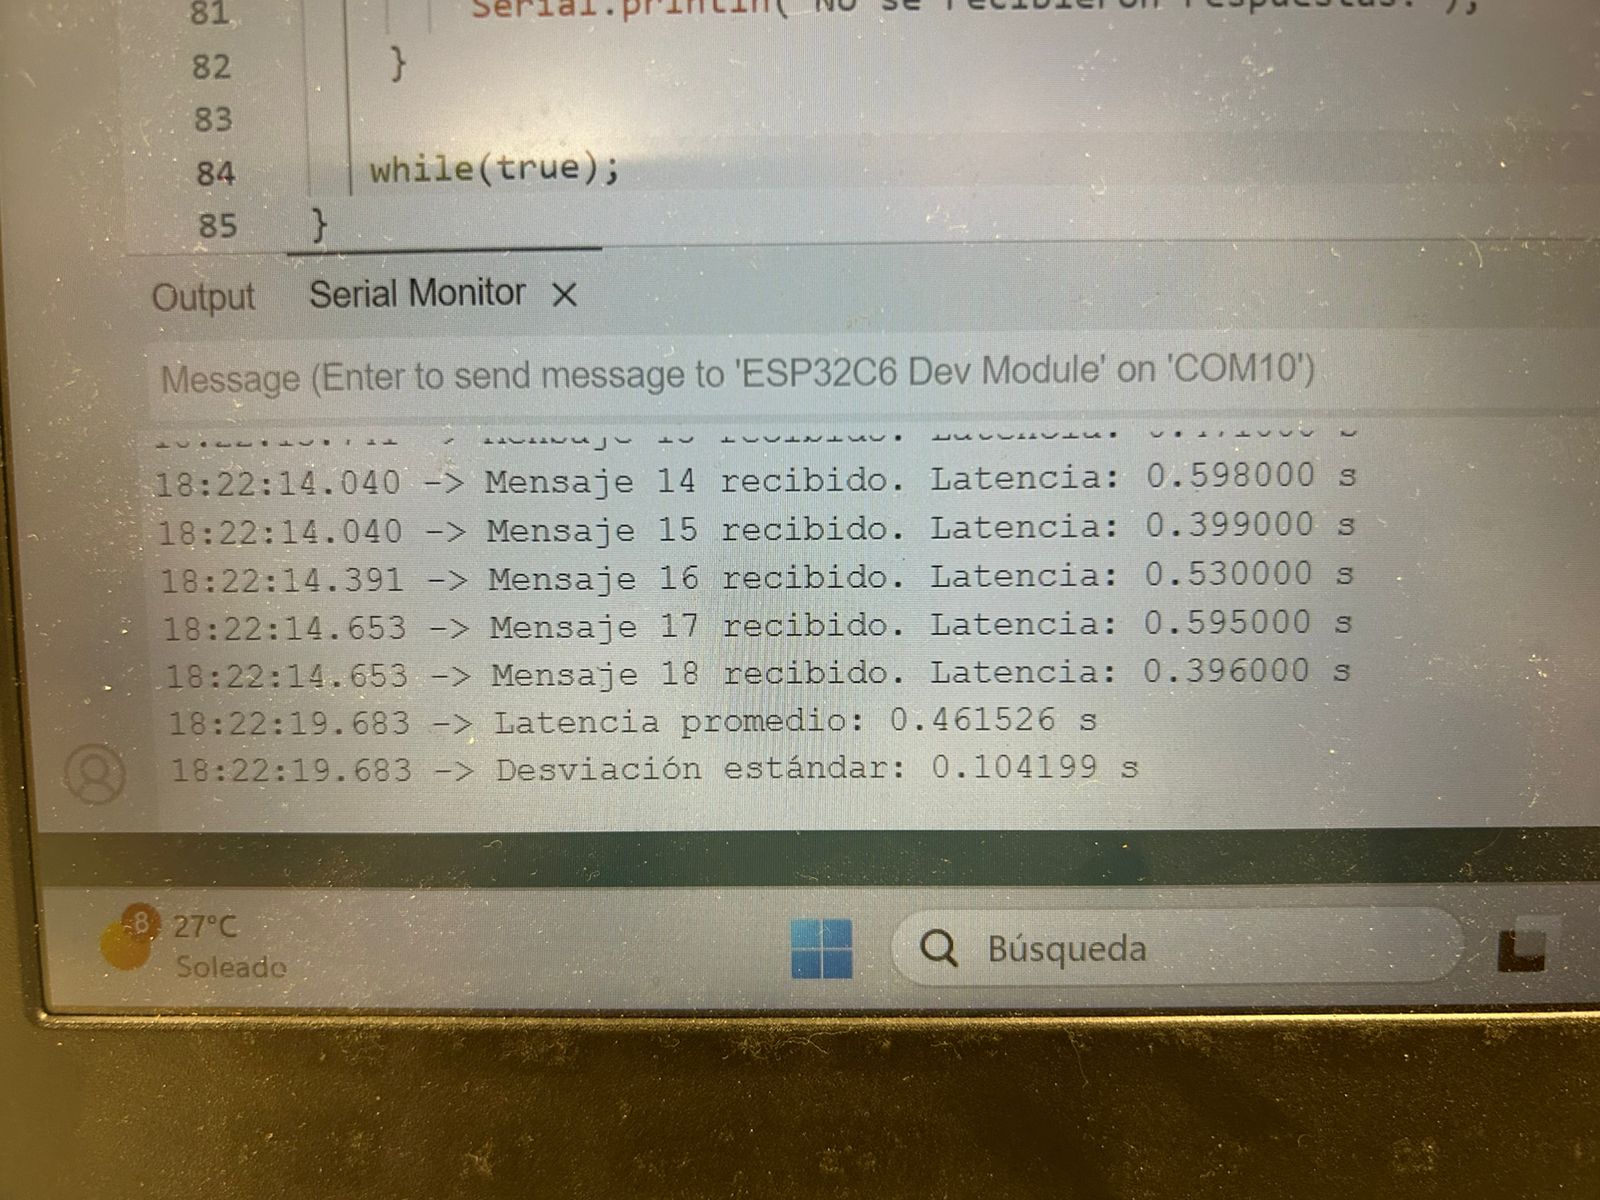 81 Serial.println("No se recibieron respuestas.");
82 }
83
84 while(true);
85 }
Output Serial Monitor X
Message (Enter to send message to 'ESP32C6 Dev Module' on 'COM10')
18:22:14.040 -> Mensaje 14 recibido. Latencia: 0.598000 s
18:22:14.040 -> Mensaje 15 recibido. Latencia: 0.399000 s
18:22:14.391 -> Mensaje 16 recibido. Latencia: 0.530000 s
18:22:14.653 -> Mensaje 17 recibido. Latencia: 0.595000 s
18:22:14.653 -> Mensaje 18 recibido. Latencia: 0.396000 s
18:22:19.683 -> Latencia promedio: 0.461526 s
18:22:19.683 -> Desviación estándar: 0.104199 s
8 27°C
Soleado
Búsqueda